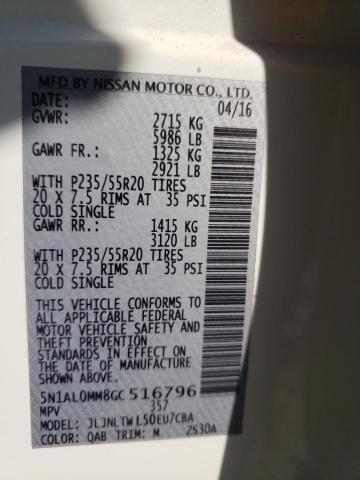 MFD BY NISSAN MOTOR CO., LTD.
DATE: 04/16
GVWR: 2715 KG
5986 LB
GAWR FR.: 1325 KG
2921 LB
WITH P235/55R20 TIRES
20 X 7.5 RIMS AT 35 PSI
COLD SINGLE
GAWR RR.: 1415 KG
3120 LB
WITH P235/55R20 TIRES
20 X 7.5 RIMS AT 35 PSI
COLD SINGLE
THIS VEHICLE CONFORMS TO
ALL APPLICABLE FEDERAL
MOTOR VEHICLE SAFETY AND
THEFT PREVENTION
STANDARDS IN EFFECT ON
THE DATE OF MANUFACTURE
SHOWN ABOVE.
5N1AL0MM8GC516796
MPV 357
MODEL: JLJNLTWL50EU7CBA
COLOR: QAB TRIM: M ZS30A